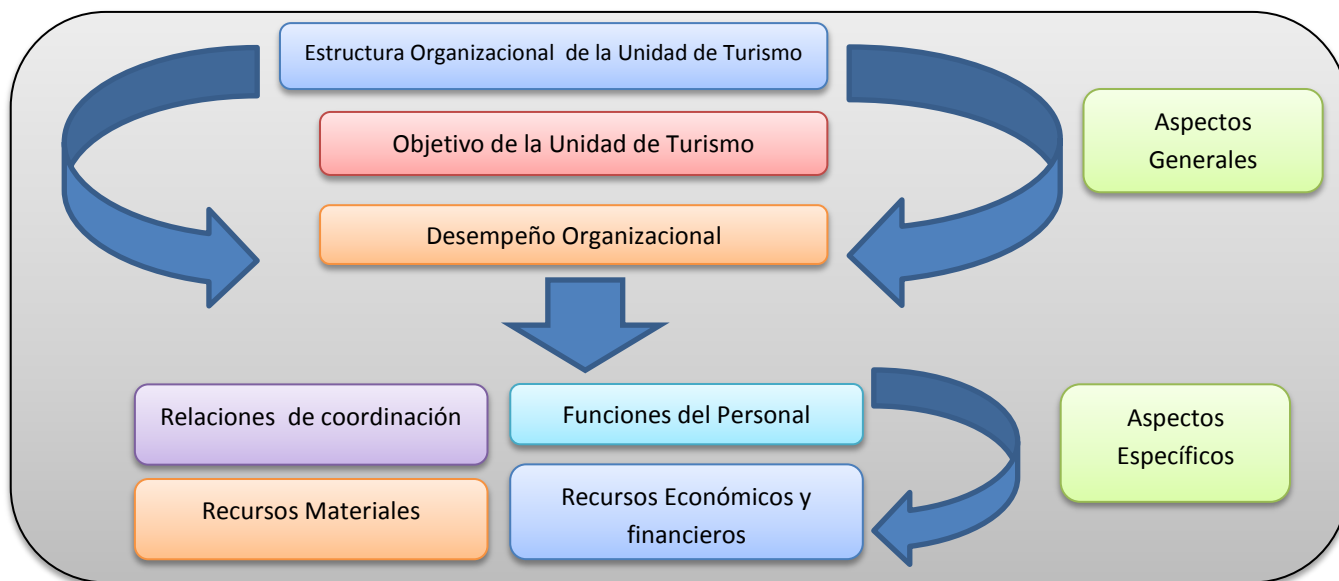 Estructura Organizacional  de la Unidad de Turismo
Objetivo de la Unidad de Turismo
Aspectos
Generales
Desempeño Organizacional
Relaciones  de coordinación
Funciones del Personal
Aspectos
Específicos
Recursos Materiales
Recursos Económicos y
financieros